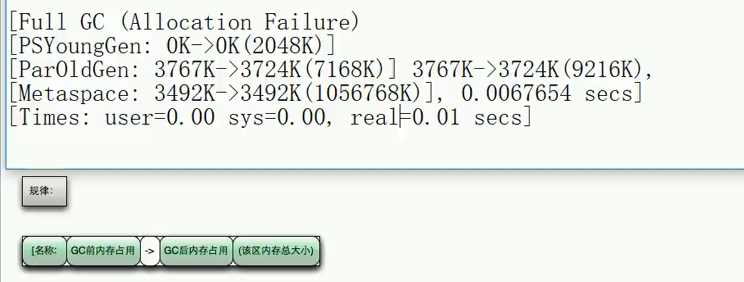 [Full GC (Allocation Failure)
[PSYoungGen: 0K->0K(2048K)]
[ParOldGen: 3767K->3724K(7168K)] 3767K->3724K(9216K),
[Metaspace: 3492K->3492K(1056768K)], 0.0067654 secs]
[Times: user=0.00 sys=0.00, real=0.01 secs]
规律：
[名称: GC前内存占用 -> GC后内存占用 (该区内存总大小)